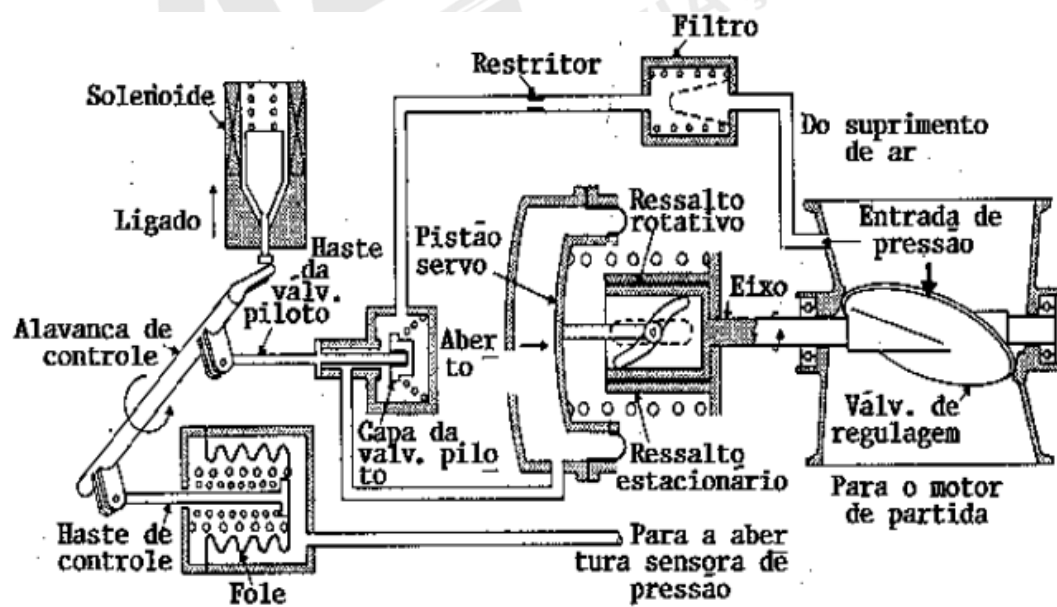 Filtro
Restritor
Solenoide
Do suprimento
de ar
Ligado
Ressalto
rotativo
Entrada de
pressão
Pistão
servo
Haste
da
válv.
piloto
Eixo
Alavanca de
controle
Aber
to
Capa da
valv. pilo
to
Válv. de
regulagem
Ressalto
estacionário
Para o motor
de partida
Haste de
controle
Para a aber
tura sensora de
pressão
Fole